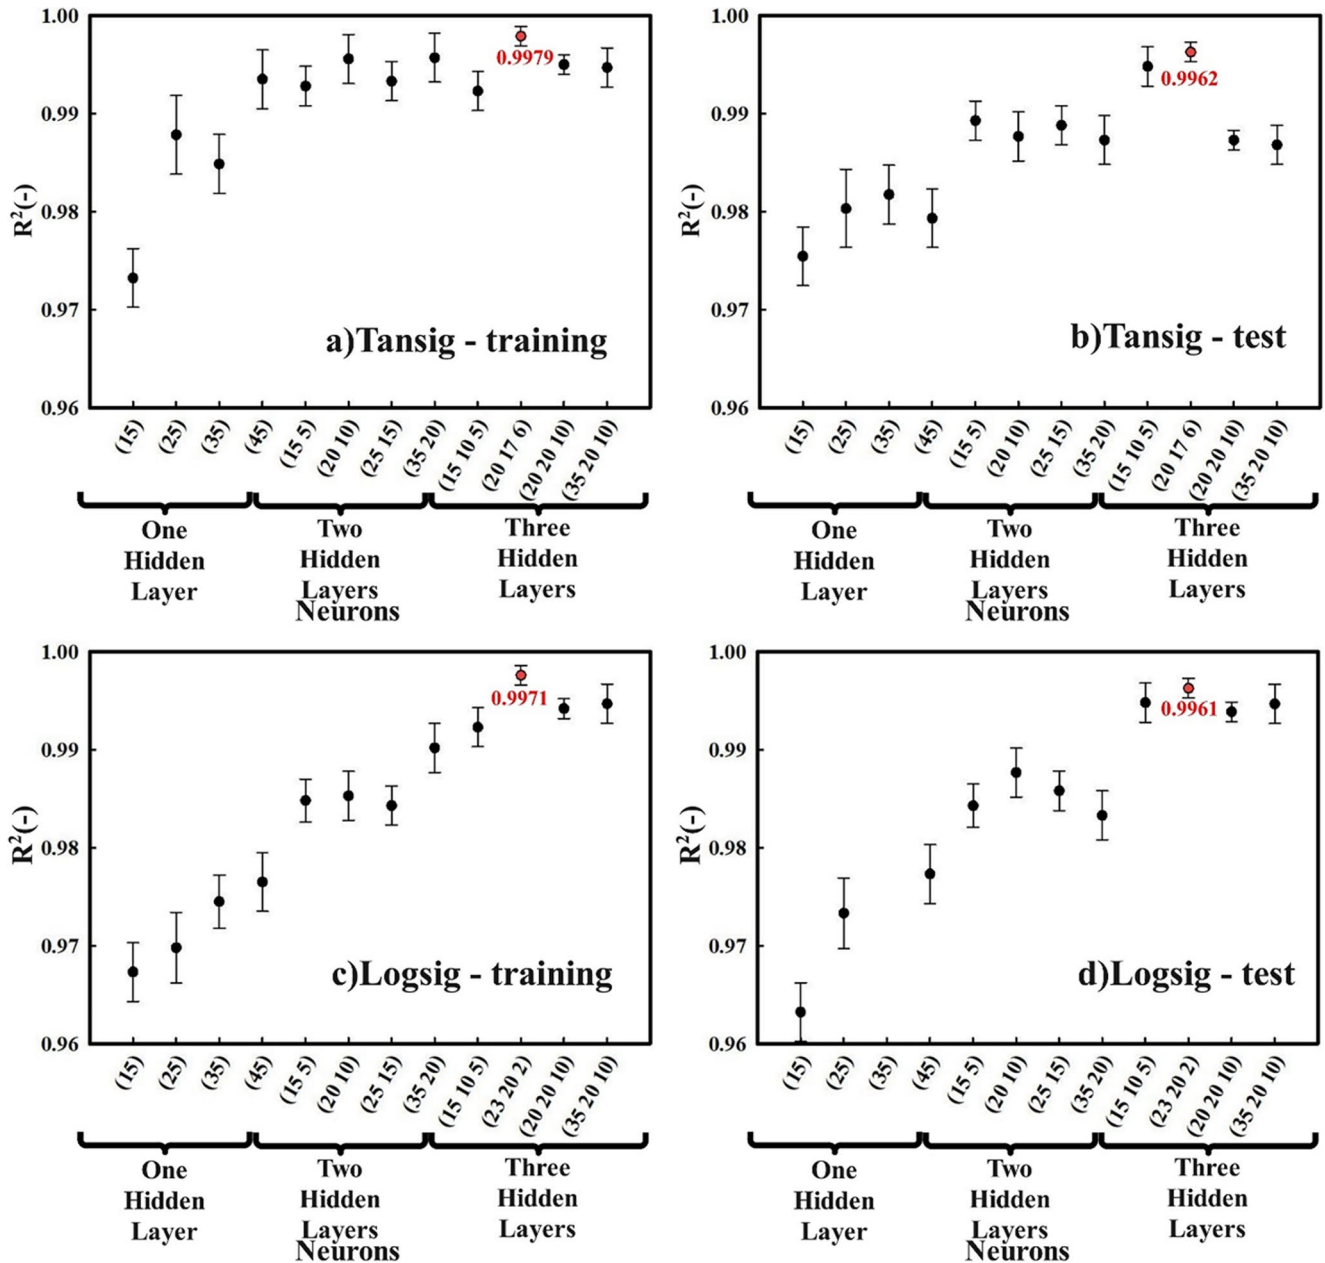 1.00
0.99
0.98
0.97
0.96
R²(-)
0.9979
a)Tansig - training
(15)
(25)
(35)
(45)
(15 5)
(20 10)
(25 15)
(35 20)
(15 10 5)
(20 17 6)
(20 20 10)
(35 20 10)
One
Hidden
Layer
Two
Hidden
Layers
Three
Hidden
Layers
Neurons
1.00
0.99
0.98
0.97
0.96
R²(-)
0.9962
b)Tansig - test
(15)
(25)
(35)
(45)
(15 5)
(20 10)
(25 15)
(35 20)
(15 10 5)
(20 17 6)
(20 20 10)
(35 20 10)
One
Hidden
Layer
Two
Hidden
Layers
Three
Hidden
Layers
Neurons
1.00
0.99
0.98
0.97
0.96
R²(-)
0.9971
c)Logsig - training
(15)
(25)
(35)
(45)
(15 5)
(20 10)
(25 15)
(35 20)
(15 10 5)
(23 20 2)
(20 20 10)
(35 20 10)
One
Hidden
Layer
Two
Hidden
Layers
Three
Hidden
Layers
Neurons
1.00
0.99
0.98
0.97
0.96
R²(-)
0.9961
d)Logsig - test
(15)
(25)
(35)
(45)
(15 5)
(20 10)
(25 15)
(35 20)
(15 10 5)
(23 20 2)
(20 20 10)
(35 20 10)
One
Hidden
Layer
Two
Hidden
Layers
Three
Hidden
Layers
Neurons